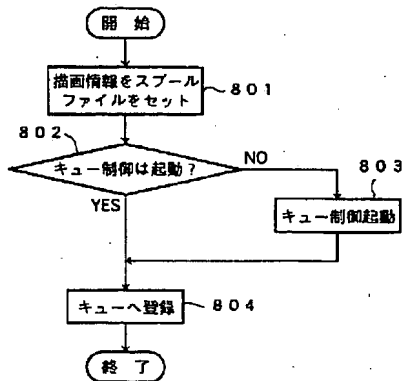 開 始
描画情報をスプール
ファイルをセット
801
802
キュー制御は起動？
NO
803
YES
キュー制御起動
キューへ登録
804
終 了